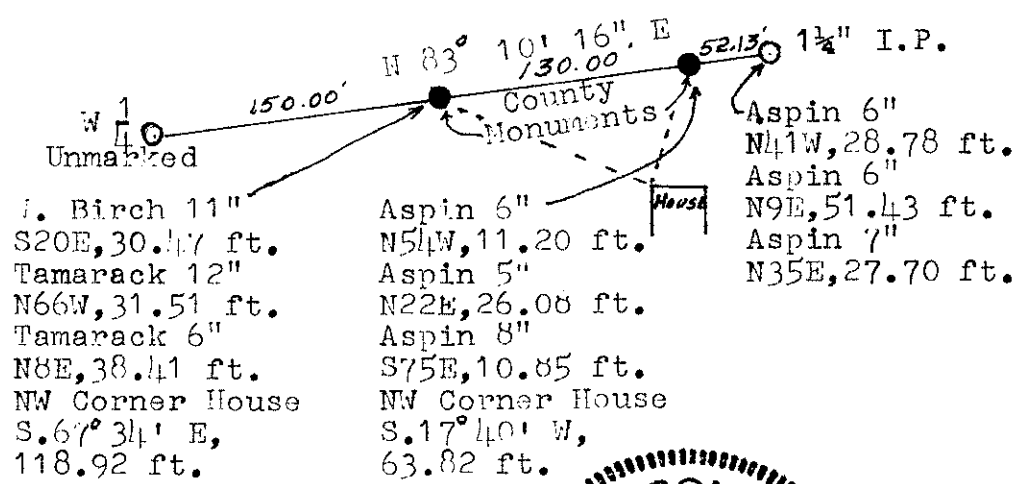 N 83° 10' 16". E
150.00'
130.00
52.13'
1¼" I.P.
W 1/4
Unmarked
County
Monuments
House
Birch 11"
S20E,30.47 ft.
Tamarack 12"
N66W,31.51 ft.
Tamarack 6"
N8E,38.41 ft.
NW Corner House
S.67° 34' E,
118.92 ft.
Aspin 6"
N54W,11.20 ft.
Aspin 5"
N22E,26.08 ft.
Aspin 8"
S75E,10.85 ft.
NW Corner House
S.17° 40' W,
63.82 ft.
Aspin 6"
N41W,28.78 ft.
Aspin 6"
N9E,51.43 ft.
Aspin 7"
N35E,27.70 ft.